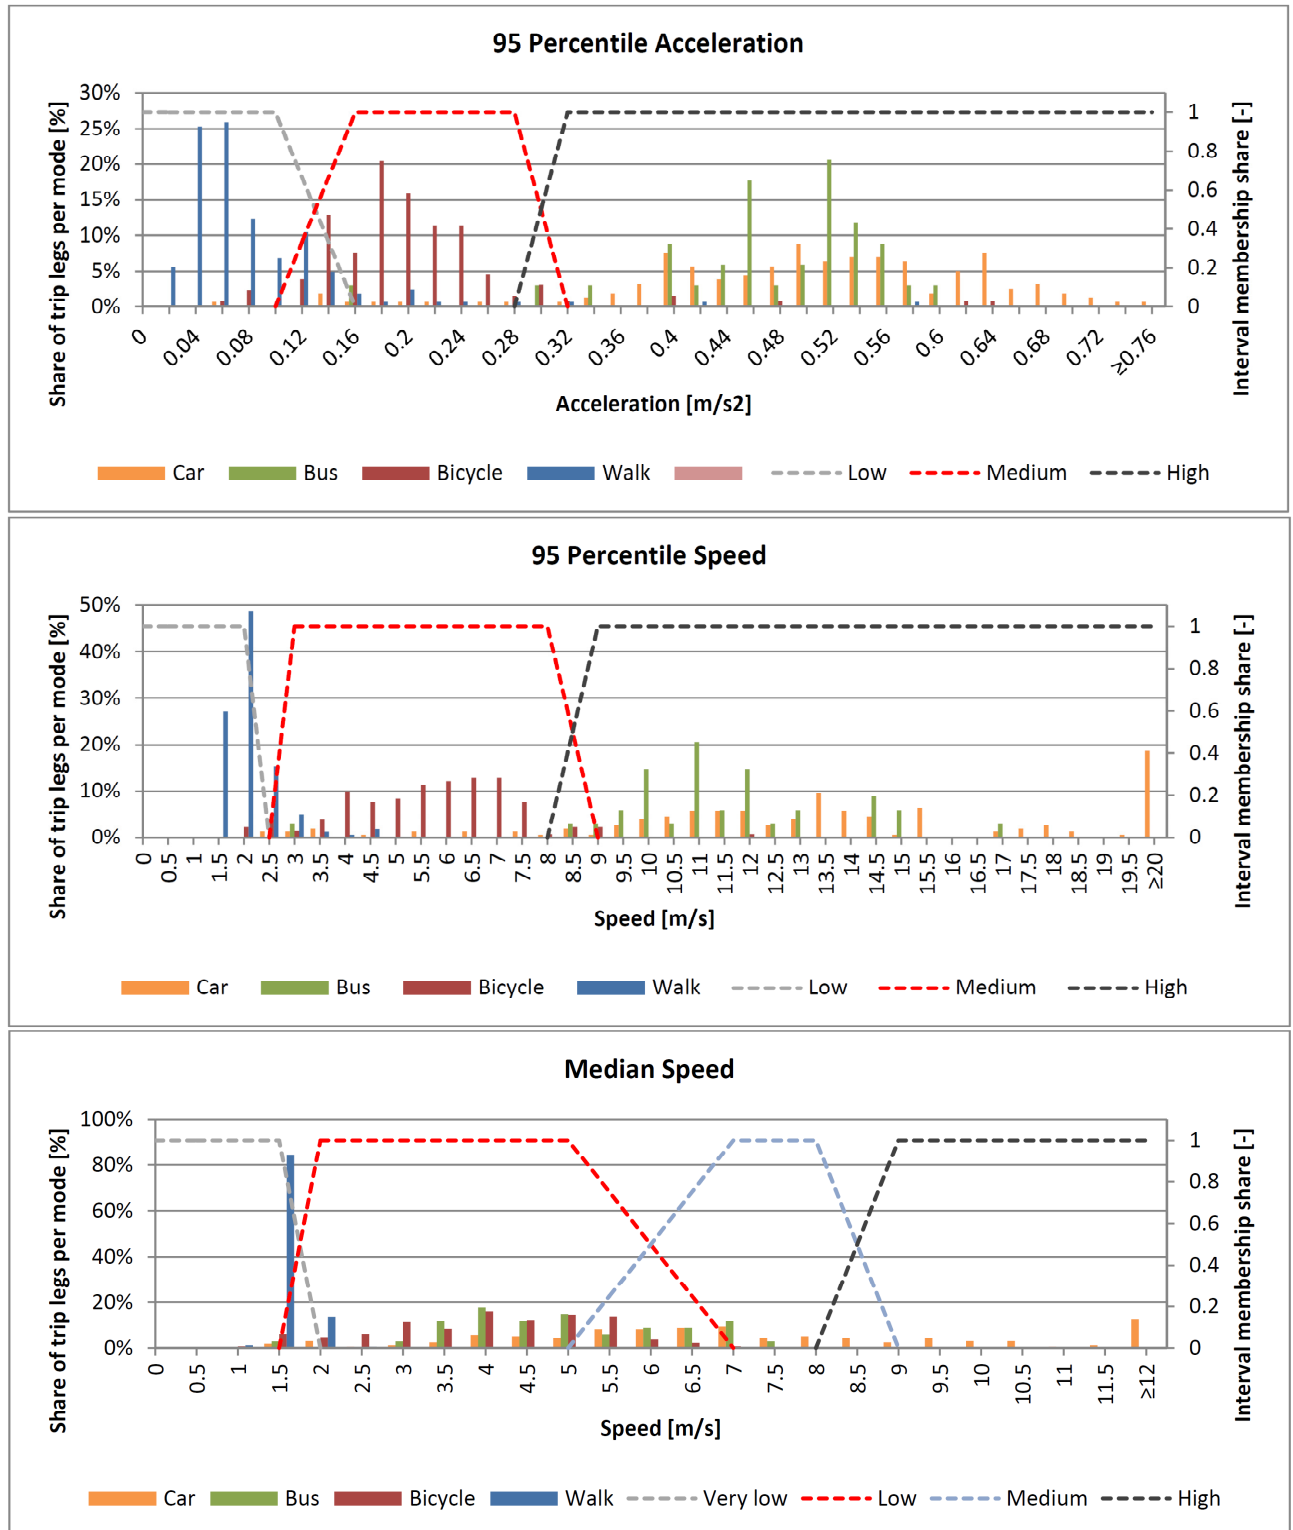 95 Percentile Acceleration
Share of trip legs per mode [%]
30%
25%
20%
15%
10%
5%
0%
1
0.8
0.6
0.4
0.2
0
Interval membership share [-]
0 0.04 0.08 0.12 0.16 0.2 0.24 0.28 0.32 0.36 0.4 0.44 0.48 0.52 0.56 0.6 0.64 0.68 0.72 ≥0.76
Acceleration [m/s2]
Car Bus Bicycle Walk Low Medium High
95 Percentile Speed
Share of trip legs per mode [%]
50%
40%
30%
20%
10%
0%
1
0.8
0.6
0.4
0.2
0
Interval membership share [-]
0 0.5 1 1.5 2 2.5 3 3.5 4 4.5 5 5.5 6 6.5 7 7.5 8 8.5 9 9.5 10 10.5 11 11.5 12 12.5 13 13.5 14 14.5 15 15.5 16 16.5 17 17.5 18 18.5 19 19.5 ≥20
Speed [m/s]
Car Bus Bicycle Walk Low Medium High
Median Speed
Share of trip legs per mode [%]
100%
80%
60%
40%
20%
0%
1
0.8
0.6
0.4
0.2
0
Interval membership share [-]
0 0.5 1 1.5 2 2.5 3 3.5 4 4.5 5 5.5 6 6.5 7 7.5 8 8.5 9 9.5 10 10.5 11 11.5 ≥12
Speed [m/s]
Car Bus Bicycle Walk Very low Low Medium High